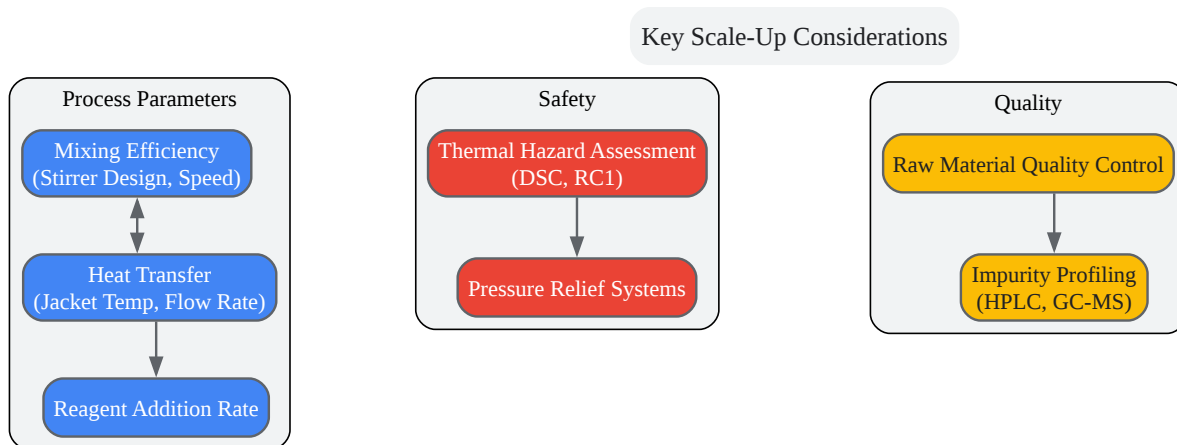 Key Scale-Up Considerations
Process Parameters
Mixing Efficiency
(Stirrer Design, Speed)
Heat Transfer
(Jacket Temp, Flow Rate)
Reagent Addition Rate
Safety
Thermal Hazard Assessment
(DSC, RC1)
Pressure Relief Systems
Quality
Raw Material Quality Control
Impurity Profiling
(HPLC, GC-MS)